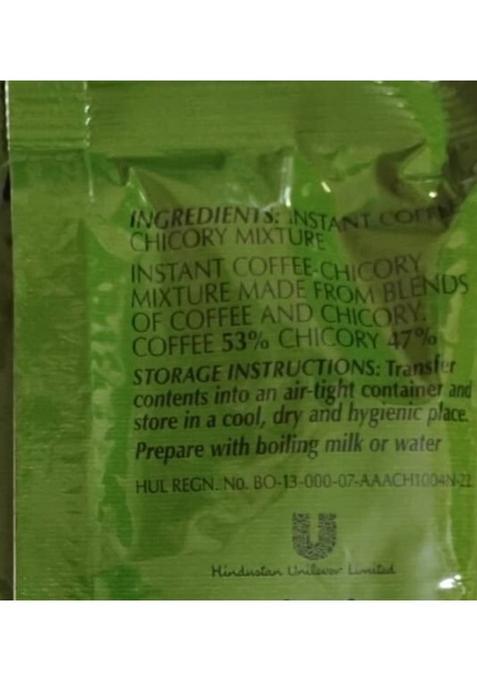 INGREDIENTS: INSTANT COFFEE
CHICORY MIXTURE
INSTANT COFFEE-CHICORY
MIXTURE MADE FROM BLENDS
OF COFFEE AND CHICORY.
COFFEE 53% CHICORY 47%
STORAGE INSTRUCTIONS: Transfer
contents into an air-tight container and
store in a cool, dry and hygienic place.
Prepare with boiling milk or water
HUL REGN. No. BO-13-000-07-AAACH1004N-22
Hindustan Unilever Limited